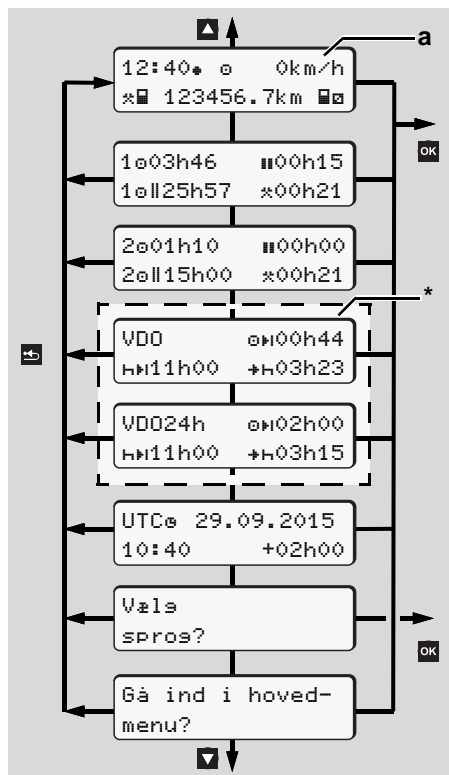 a
12:40 0km/h
123456.7km
OK
1 03h46 00h15
1 25h57 00h21
2 01h10 00h00
2 15h00 00h21
*
VDO 00h44
11h00 03h23
VDO24h 02h00
11h00 03h15
UTC 29.09.2015
10:40 +02h00
Vælg
sprog?
OK
Gå ind i hoved-
menu?